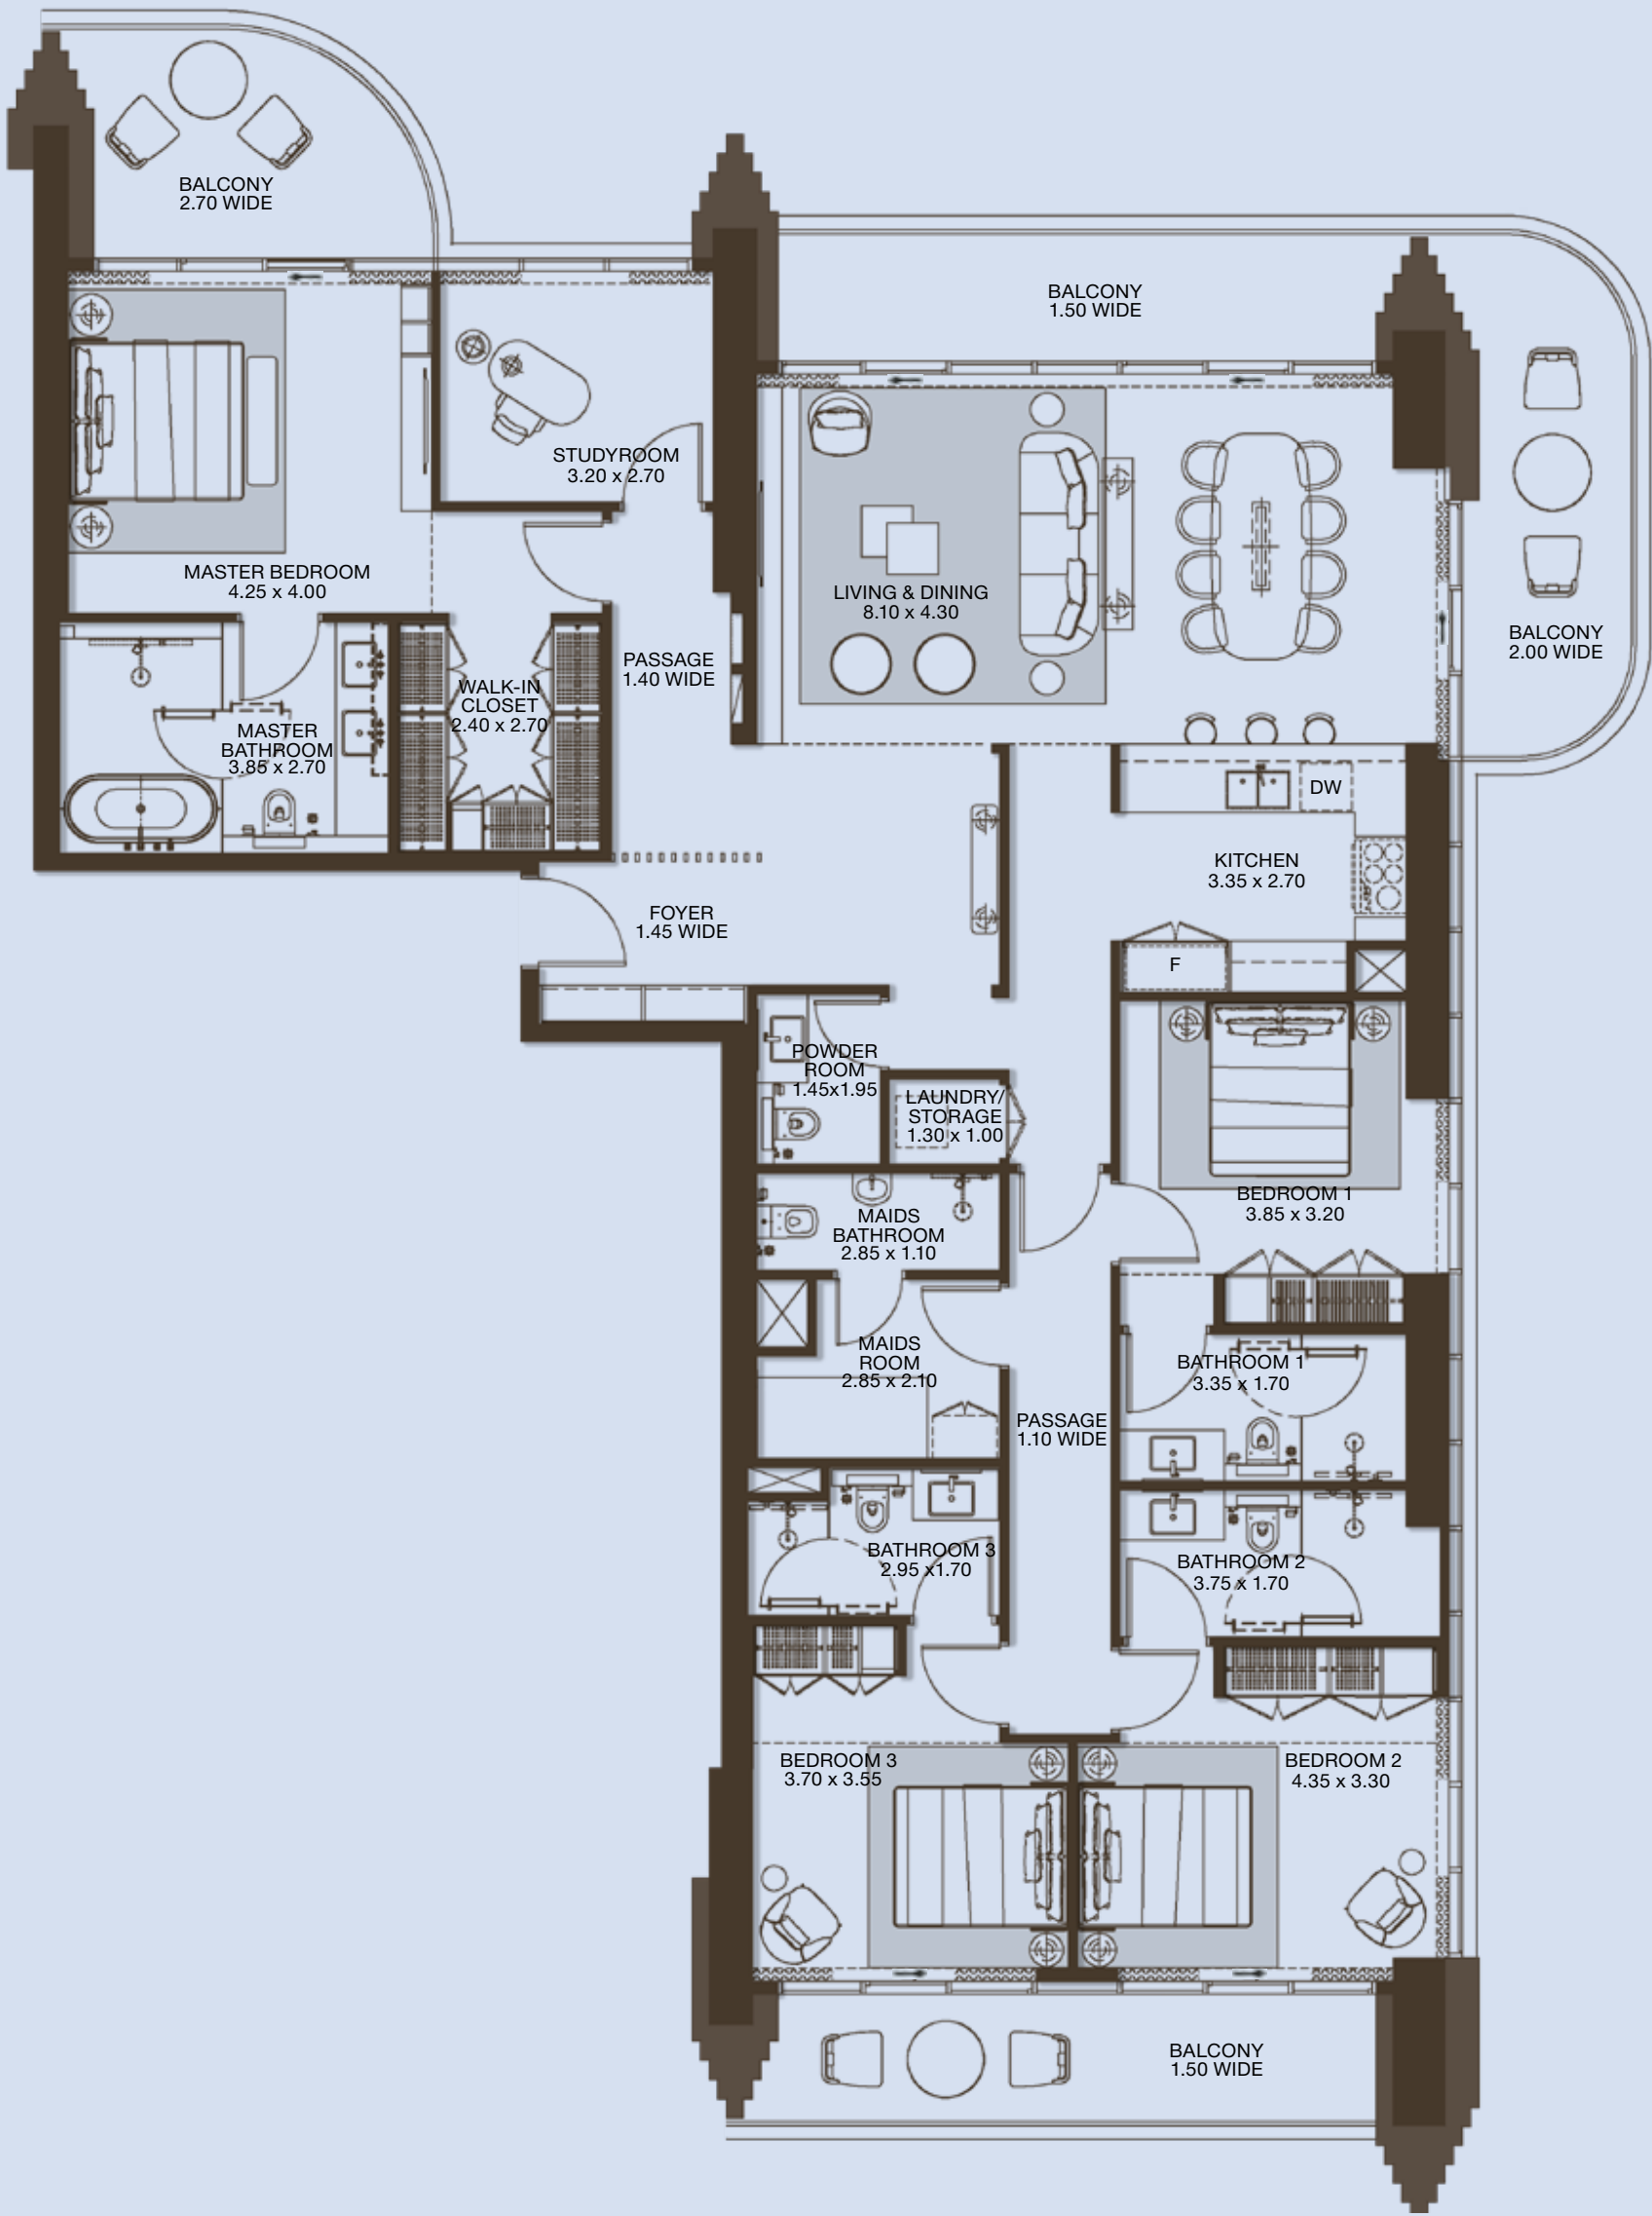 BALCONY
2.70 WIDE
BALCONY
1.50 WIDE
STUDYROOM
3.20 x 2.70
MASTER BEDROOM
4.25 x 4.00
LIVING & DINING
8.10 x 4.30
BALCONY
2.00 WIDE
PASSAGE
1.40 WIDE
WALK-IN
CLOSET
2.40 x 2.70
MASTER
BATHROOM
3.85 x 2.70
DW
KITCHEN
3.35 x 2.70
FOYER
1.45 WIDE
F
POWDER
ROOM
1.45x1.95
LAUNDRY/
STORAGE
1.30 x 1.00
BEDROOM 1
3.85 x 3.20
MAIDS
BATHROOM
2.85 x 1.10
MAIDS
ROOM
2.85 x 2.10
BATHROOM 1
3.35 x 1.70
PASSAGE
1.10 WIDE
BATHROOM 3
2.95 x1.70
BATHROOM 2
3.75 x 1.70
BEDROOM 3
3.70 x 3.55
BEDROOM 2
4.35 x 3.30
BALCONY
1.50 WIDE